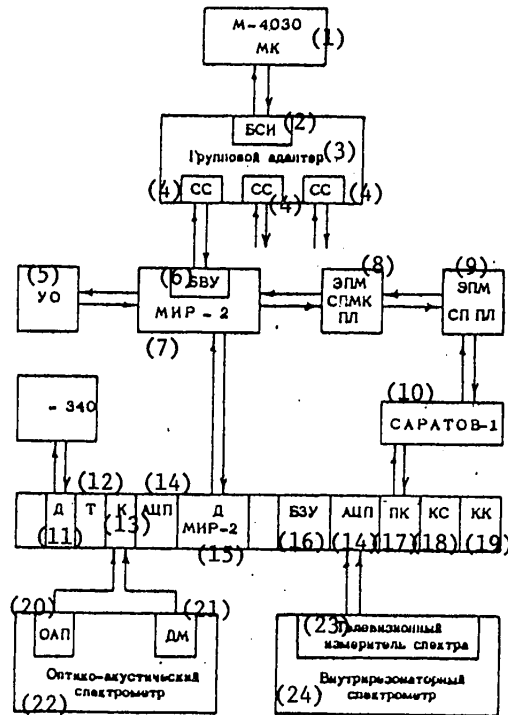 М-4030 (1)
МК
БСИ (2)
Групповой адаптер (3)
(4) СС СС (4) СС (4)
(5) УО
(6) БВУ
МИР-2
(7)
(8)
ЭПМ
СПМК
ПЛ
(9)
ЭПМ
СП ПЛ
- 340
(10)
САРАТОВ-1
(12) (14)
Д Т К АЦП Д БЗУ АЦП ПК КС КК
(11) (13) МИР-2 (16) (14) (17) (18) (19)
(15)
(20) (21)
ОАП ДМ
Оптико-акустический
спектрометр
(22)
(23) Телевизионный
измеритель спектра
Внутрирезонаторный
(24) спектрометр